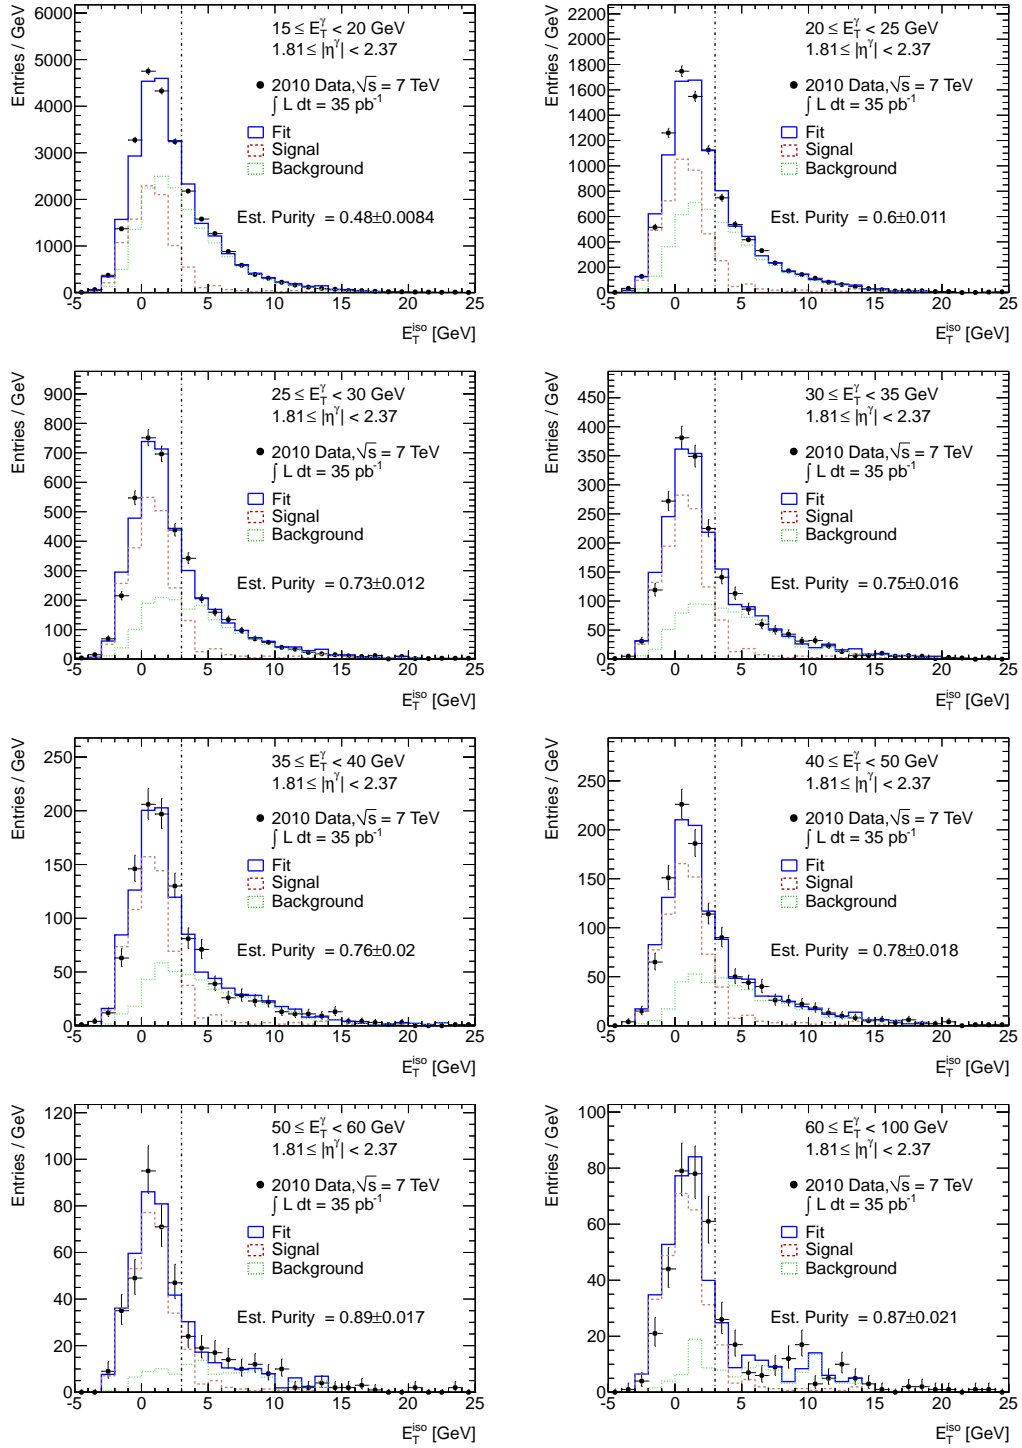 Entries / GeV
6000
5000
4000
3000
2000
1000
0
-5 0 5 10 15 20 25
E_T^iso [GeV]
15 ≤ E_T^γ < 20 GeV
1.81≤ |η^γ| < 2.37
2010 Data, √s = 7 TeV
∫ L dt = 35 pb⁻¹
Fit
Signal
Background
Est. Purity = 0.48±0.0084
Entries / GeV
2200
2000
1800
1600
1400
1200
1000
800
600
400
200
0
-5 0 5 10 15 20 25
E_T^iso [GeV]
20 ≤ E_T^γ < 25 GeV
1.81≤ |η^γ| < 2.37
2010 Data, √s = 7 TeV
∫ L dt = 35 pb⁻¹
Fit
Signal
Background
Est. Purity = 0.6±0.011
Entries / GeV
900
800
700
600
500
400
300
200
100
0
-5 0 5 10 15 20 25
E_T^iso [GeV]
25 ≤ E_T^γ < 30 GeV
1.81≤ |η^γ| < 2.37
2010 Data, √s = 7 TeV
∫ L dt = 35 pb⁻¹
Fit
Signal
Background
Est. Purity = 0.73±0.012
Entries / GeV
450
400
350
300
250
200
150
100
50
0
-5 0 5 10 15 20 25
E_T^iso [GeV]
30 ≤ E_T^γ < 35 GeV
1.81≤ |η^γ| < 2.37
2010 Data, √s = 7 TeV
∫ L dt = 35 pb⁻¹
Fit
Signal
Background
Est. Purity = 0.75±0.016
Entries / GeV
250
200
150
100
50
0
-5 0 5 10 15 20 25
E_T^iso [GeV]
35 ≤ E_T^γ < 40 GeV
1.81≤ |η^γ| < 2.37
2010 Data, √s = 7 TeV
∫ L dt = 35 pb⁻¹
Fit
Signal
Background
Est. Purity = 0.76±0.02
Entries / GeV
250
200
150
100
50
0
-5 0 5 10 15 20 25
E_T^iso [GeV]
40 ≤ E_T^γ < 50 GeV
1.81≤ |η^γ| < 2.37
2010 Data, √s = 7 TeV
∫ L dt = 35 pb⁻¹
Fit
Signal
Background
Est. Purity = 0.78±0.018
Entries / GeV
120
100
80
60
40
20
0
-5 0 5 10 15 20 25
E_T^iso [GeV]
50 ≤ E_T^γ < 60 GeV
1.81≤ |η^γ| < 2.37
2010 Data, √s = 7 TeV
∫ L dt = 35 pb⁻¹
Fit
Signal
Background
Est. Purity = 0.89±0.017
Entries / GeV
100
80
60
40
20
0
-5 0 5 10 15 20 25
E_T^iso [GeV]
60 ≤ E_T^γ < 100 GeV
1.81≤ |η^γ| < 2.37
2010 Data, √s = 7 TeV
∫ L dt = 35 pb⁻¹
Fit
Signal
Background
Est. Purity = 0.87±0.021